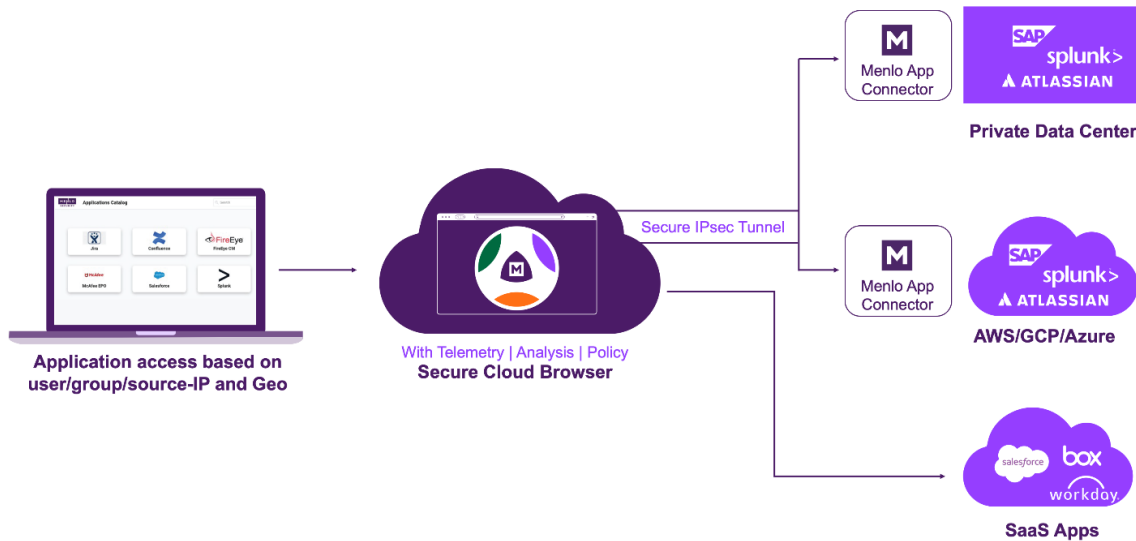 Applications Catalog
Search
Jira
Confluence
FireEye
FireEye CM
McAfee
McAfee EPO
salesforce
Salesforce
>
Splunk
Application access based on
user/group/source-IP and Geo
M
With Telemetry | Analysis | Policy
Secure Cloud Browser
Secure IPsec Tunnel
M
Menlo App
Connector
SAP
splunk>
ATLASSIAN
Private Data Center
M
Menlo App
Connector
SAP
splunk>
ATLASSIAN
AWS/GCP/Azure
salesforce
box
workday.
SaaS Apps